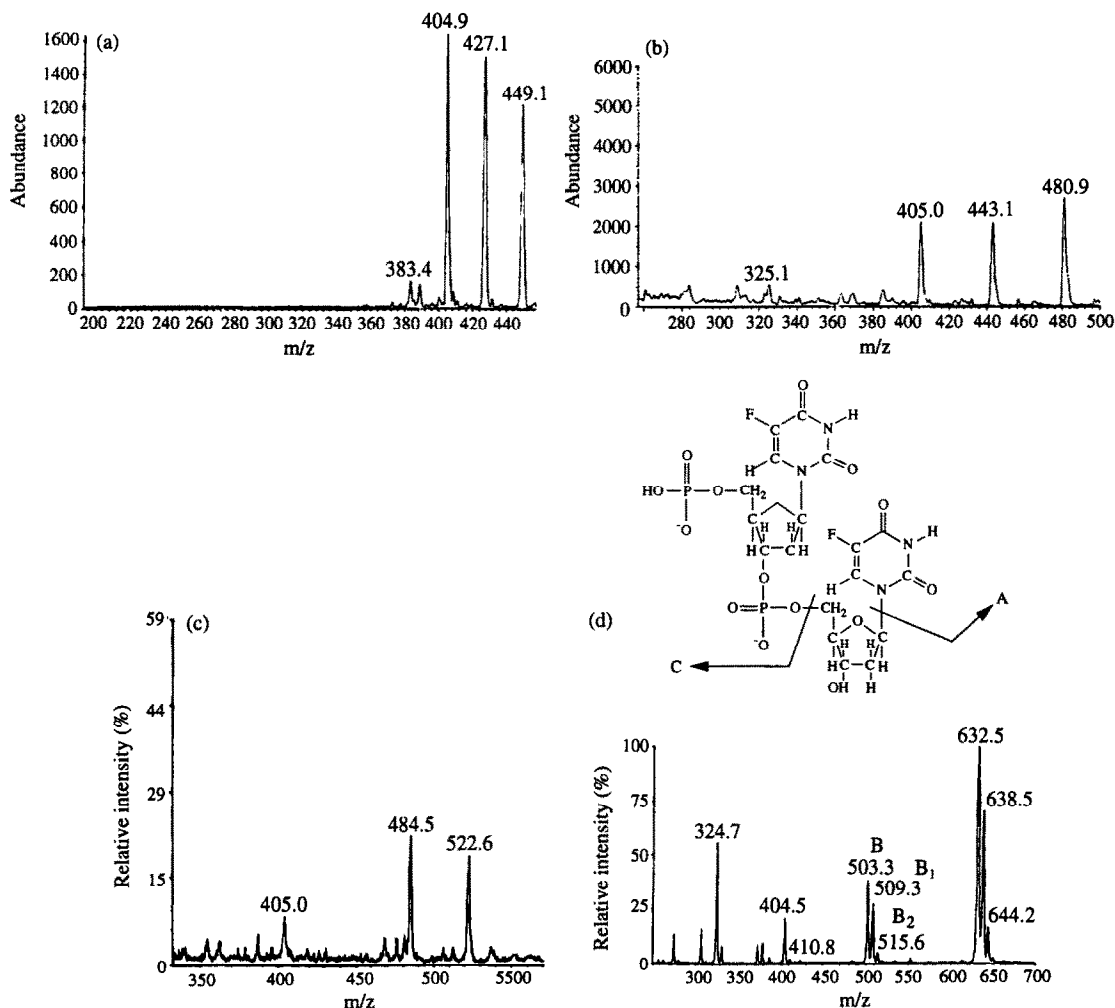 (a)
404.9
427.1
449.1
383.4
1600
1400
1200
1000
800
600
400
200
0
Abundance
200 220 240 260 280 300 320 340 360 380 400 420 440
m/z
(b)
480.9
405.0
443.1
325.1
6000
5000
4000
3000
2000
1000
0
Abundance
280 300 320 340 360 380 400 420 440 460 480 500
m/z
(c)
484.5
522.6
405.0
59
44
29
15
0
Relative intensity (%)
350 400 450 5500
m/z
(d)
O
F C N H
C C
H C N C O
O
HO P O CH2
-O
H H
H C C H
O
O
F C N H
C C
H C N C O
O P O CH2
-O
O
H H
H C C H
OH H
A
C
632.5
638.5
644.2
324.7
B
503.3
B1
509.3
B2
515.6
404.5
410.8
100
75
50
25
0
Relative intensity (%)
300 350 400 450 500 550 600 650 700
m/z